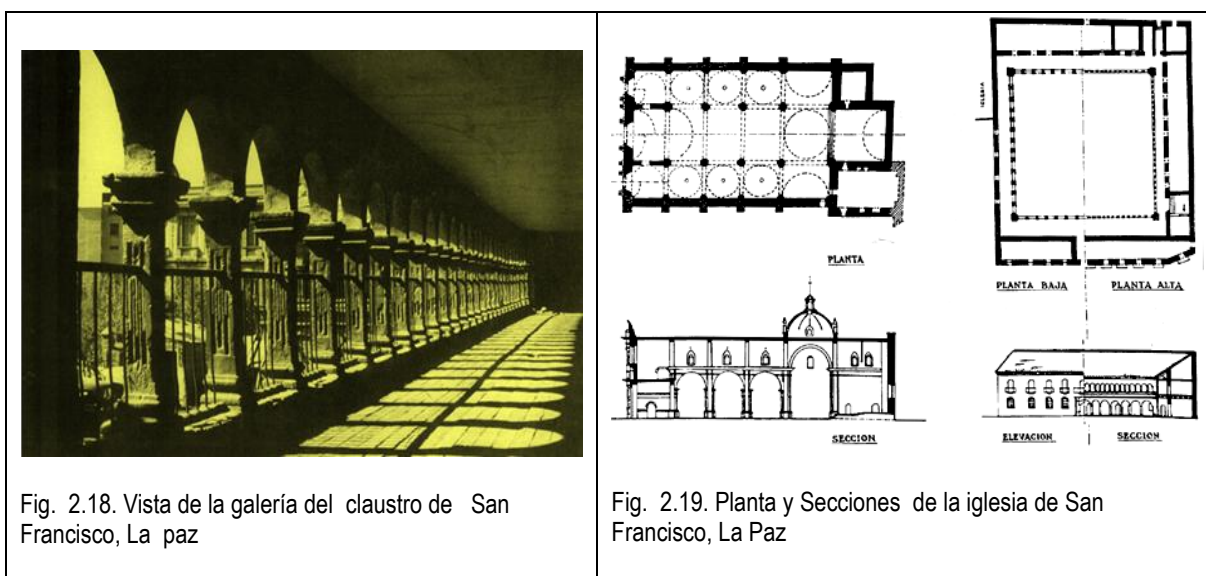 Fig. 2.18. Vista de la galería del claustro de San
Francisco, La paz
IGLESIA
PLANTA
PLANTA BAJA
PLANTA ALTA
SECCION
ELEVACION
SECCION
Fig. 2.19. Planta y Secciones de la iglesia de San
Francisco, La Paz